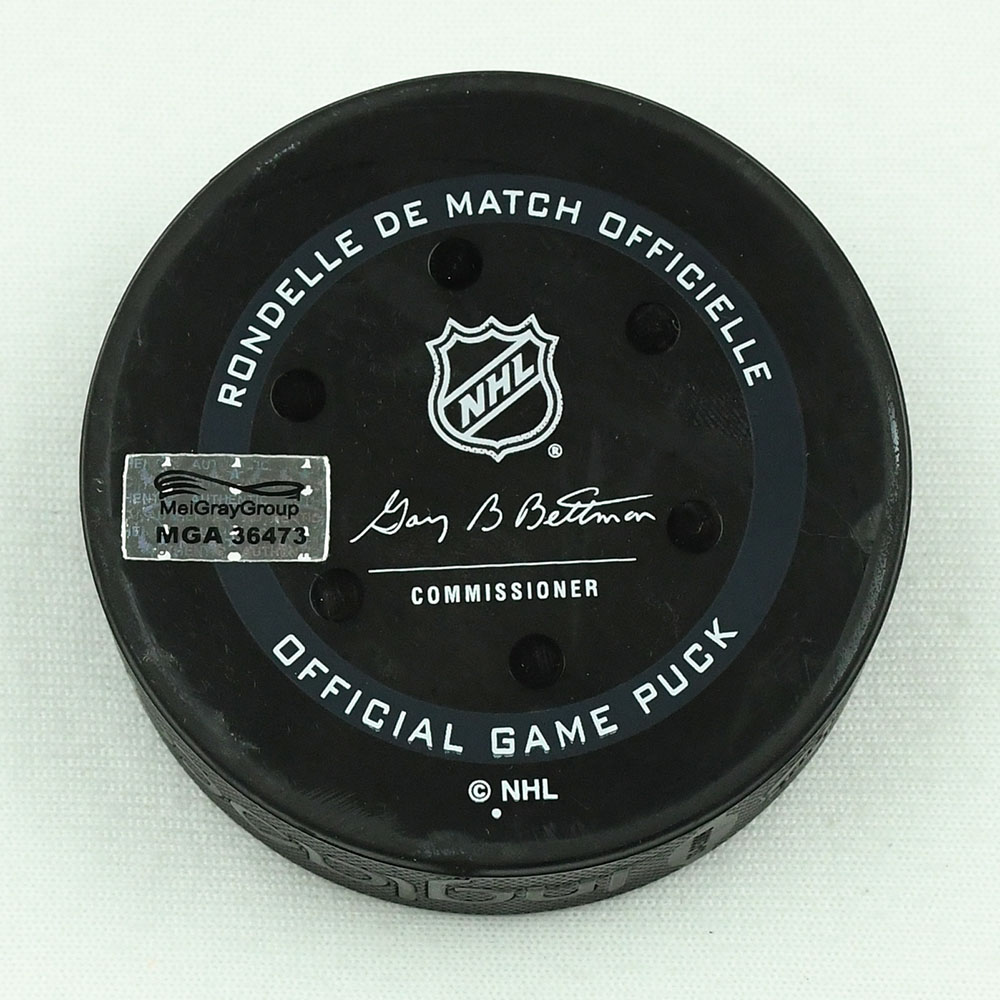 RONDELLE DE MATCH OFFICIELLE
NHL
®
MeiGrayGroup
MGA 36473
Gary B Bettman
COMMISSIONER
OFFICIAL GAME PUCK
© NHL